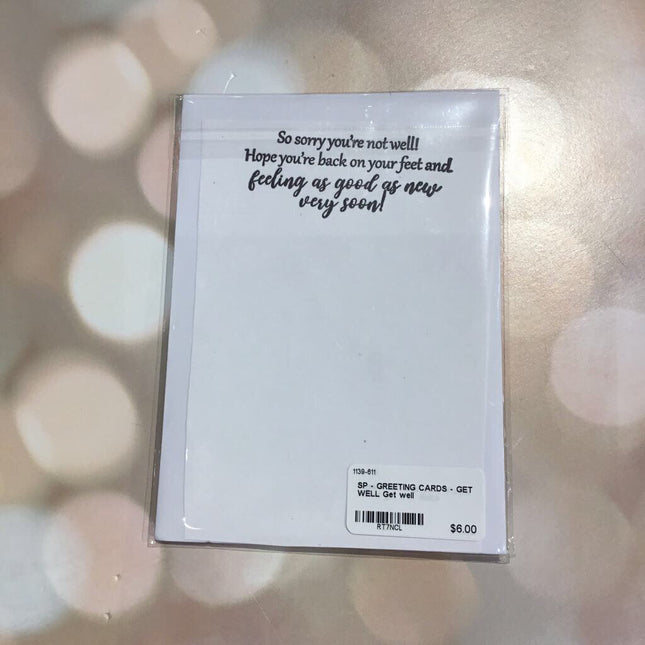 So sorry you're not well!
Hope you're back on your feet and
feeling as good as new
very soon!
1139-611
SP - GREETING CARDS - GET
WELL Get well
RT7NCL
$6.00